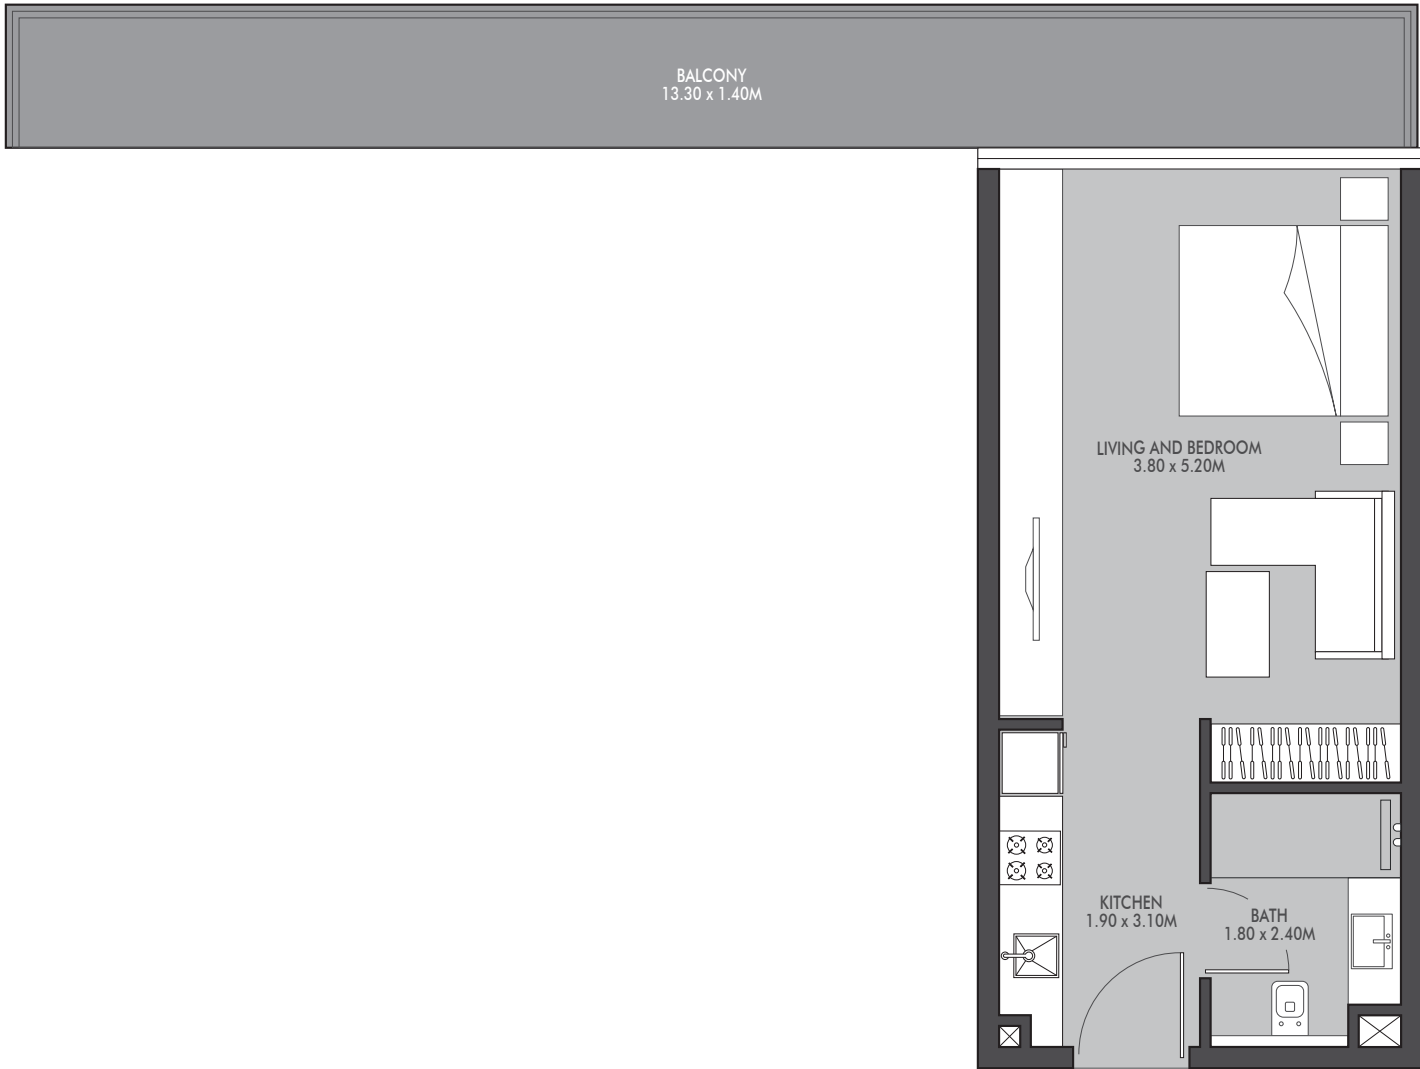 BALCONY
13.30 x 1.40M
LIVING AND BEDROOM
3.80 x 5.20M
KITCHEN
1.90 x 3.10M
BATH
1.80 x 2.40M